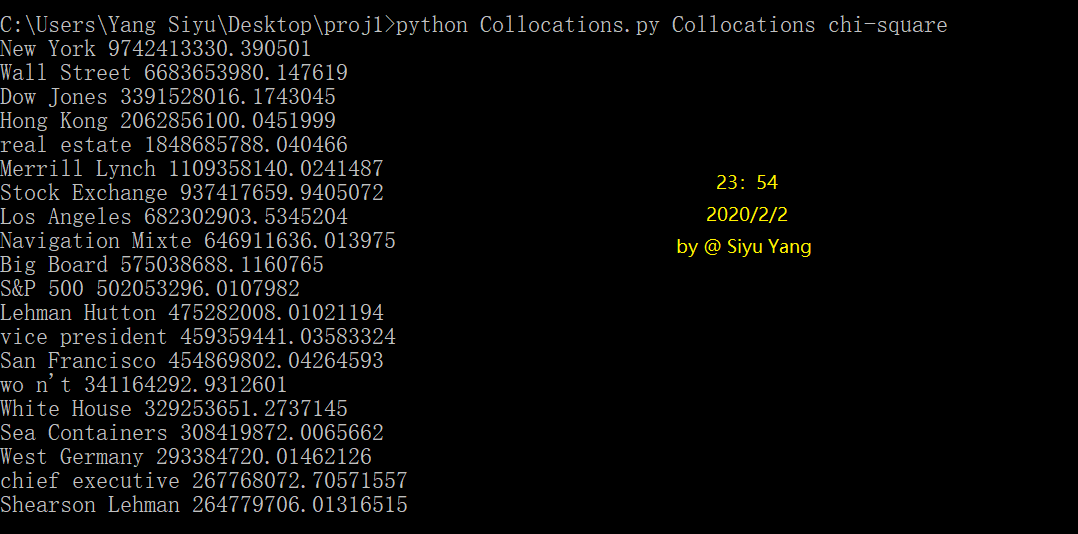 C:\Users\Yang Siyu\Desktop\proj1>python Collocations.py Collocations chi-square
New York 9742413330.390501
Wall Street 6683653980.147619
Dow Jones 3391528016.1743045
Hong Kong 2062856100.0451999
real estate 1848685788.040466
Merrill Lynch 1109358140.0241487
Stock Exchange 937417659.9405072
Los Angeles 682302903.5345204
Navigation Mixte 646911636.013975
Big Board 575038688.1160765
S&P 500 502053296.0107982
Lehman Hutton 475282008.01021194
vice president 459359441.03583324
San Francisco 454869802.04264593
wo n't 341164292.9312601
White House 329253651.2737145
Sea Containers 308419872.0065662
West Germany 293384720.01462126
chief executive 267768072.70571557
Shearson Lehman 264779706.01316515
23: 54
2020/2/2
by @ Siyu Yang